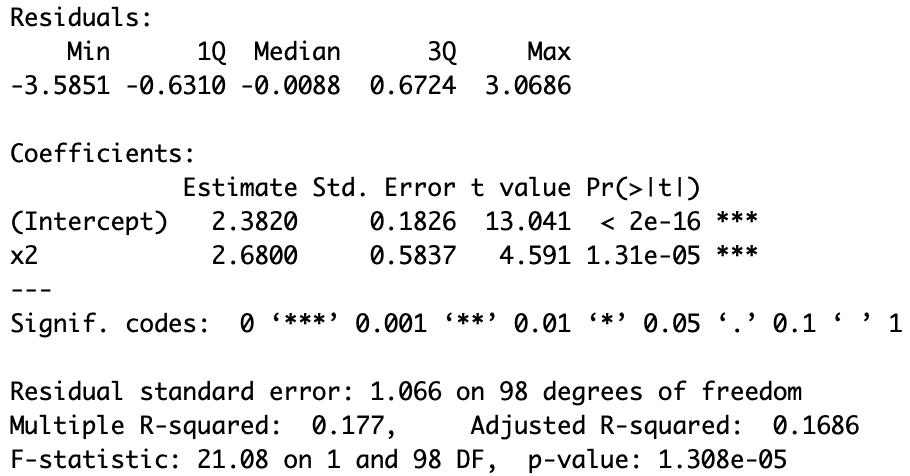 Residuals:
    Min      1Q  Median      3Q     Max
-3.5851 -0.6310 -0.0088  0.6724  3.0686

Coefficients:
            Estimate Std. Error t value Pr(>|t|)
(Intercept)   2.3820     0.1826  13.041  < 2e-16 ***
x2            2.6800     0.5837   4.591 1.31e-05 ***
---
Signif. codes:  0 ‘***’ 0.001 ‘**’ 0.01 ‘*’ 0.05 ‘.’ 0.1 ‘ ’ 1

Residual standard error: 1.066 on 98 degrees of freedom
Multiple R-squared:  0.177,     Adjusted R-squared:  0.1686
F-statistic: 21.08 on 1 and 98 DF,  p-value: 1.308e-05